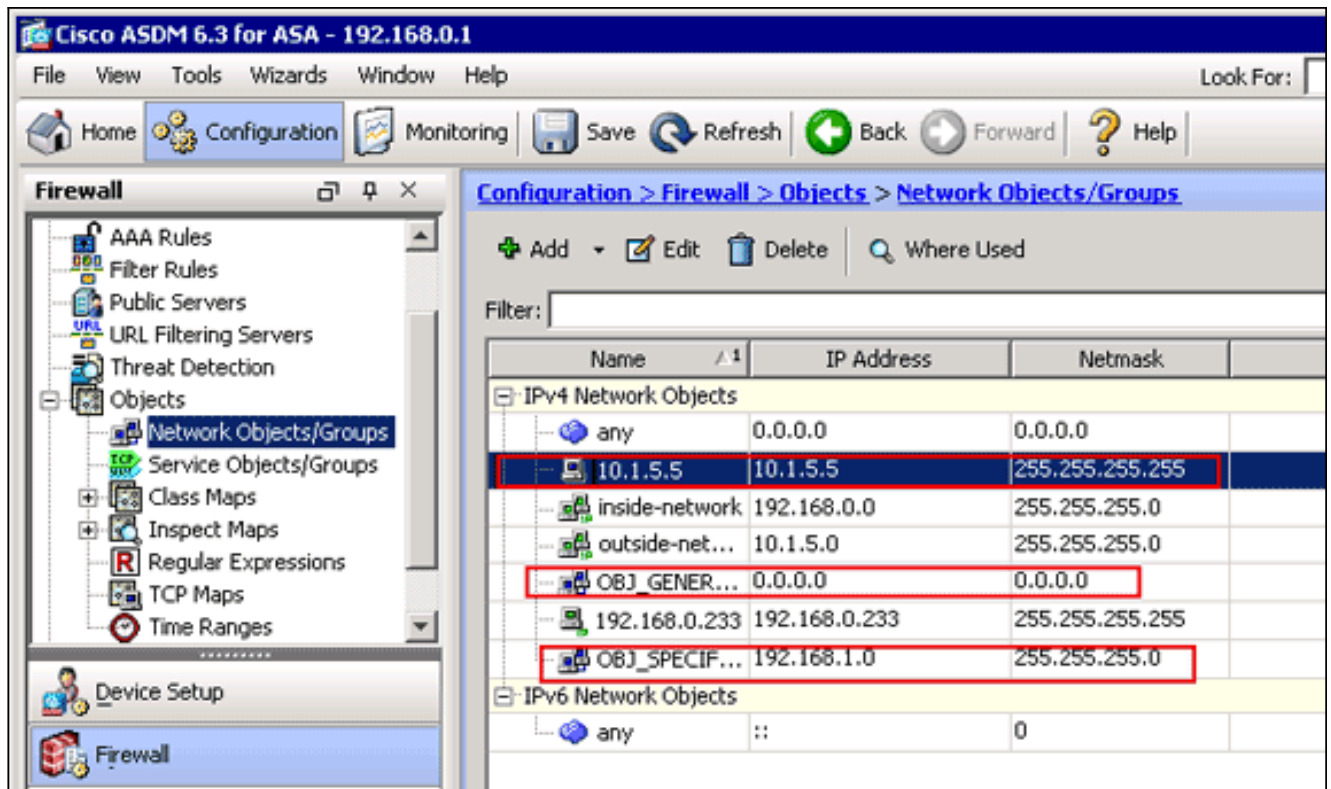 Cisco ASDM 6.3 for ASA - 192.168.0.1
File View Tools Wizards Window Help Look For:
Home Configuration Monitoring Save Refresh Back Forward Help
Firewall
AAA Rules
Filter Rules
Public Servers
URL Filtering Servers
Threat Detection
Objects
Network Objects/Groups
Service Objects/Groups
Class Maps
Inspect Maps
Regular Expressions
TCP Maps
Time Ranges
Device Setup
Firewall
Configuration > Firewall > Objects > Network Objects/Groups
Add Edit Delete Where Used
Filter:
Name 1 IP Address Netmask
IPv4 Network Objects
any 0.0.0.0 0.0.0.0
10.1.5.5 10.1.5.5 255.255.255.255
inside-network 192.168.0.0 255.255.255.0
outside-net... 10.1.5.0 255.255.255.0
OBJ_GENER... 0.0.0.0 0.0.0.0
192.168.0.233 192.168.0.233 255.255.255.255
OBJ_SPECIF... 192.168.1.0 255.255.255.0
IPv6 Network Objects
any :: 0